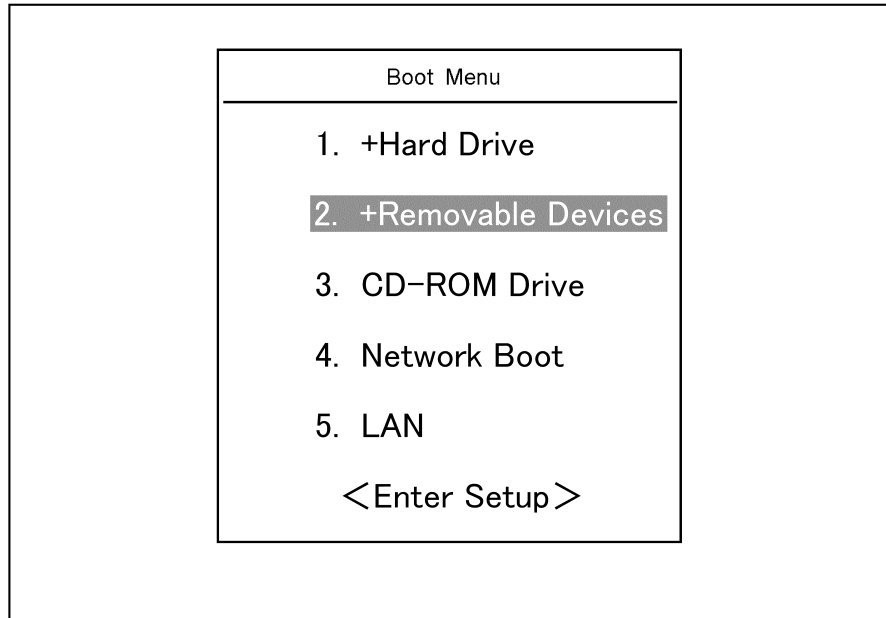 Boot Menu
1. +Hard Drive
2. +Removable Devices
3. CD-ROM Drive
4. Network Boot
5. LAN
<Enter Setup>